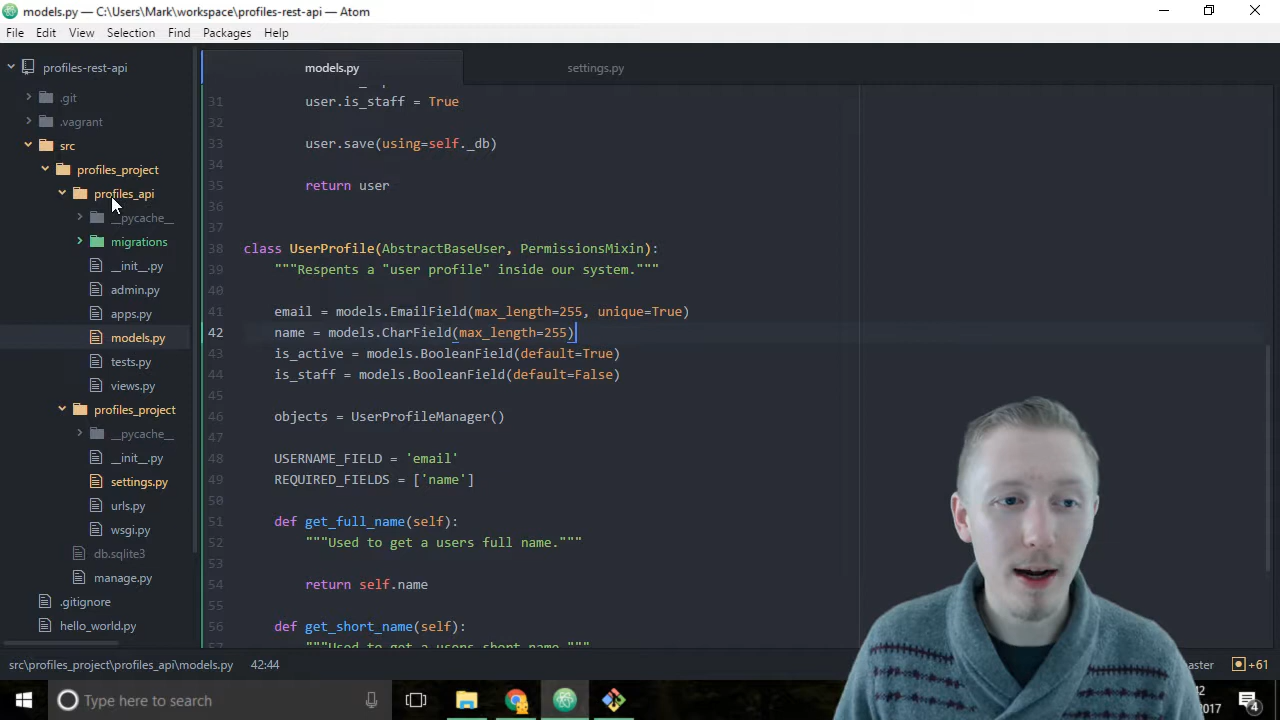 models.py — C:\Users\Mark\workspace\profiles-rest-api — Atom
File Edit View Selection Find Packages Help
profiles-rest-api
.git
.vagrant
src
profiles_project
profiles_api
__pycache__
migrations
__init__.py
admin.py
apps.py
models.py
tests.py
views.py
profiles_project
__pycache__
__init__.py
settings.py
urls.py
wsgi.py
db.sqlite3
manage.py
.gitignore
hello_world.py
models.py settings.py
31 user.is_staff = True
32
33 user.save(using=self._db)
34
35 return user
36
37
38 class UserProfile(AbstractBaseUser, PermissionsMixin):
39 """Respents a "user profile" inside our system."""
40
41 email = models.EmailField(max_length=255, unique=True)
42 name = models.CharField(max_length=255)
43 is_active = models.BooleanField(default=True)
44 is_staff = models.BooleanField(default=False)
45
46 objects = UserProfileManager()
47
48 USERNAME_FIELD = 'email'
49 REQUIRED_FIELDS = ['name']
50
51 def get_full_name(self):
52 """Used to get a users full name."""
53
54 return self.name
55
56 def get_short_name(self):
57 """Used to get a users short name."""
src\profiles_project\profiles_api\models.py 42:44
aster +61
Type here to search
2017
4